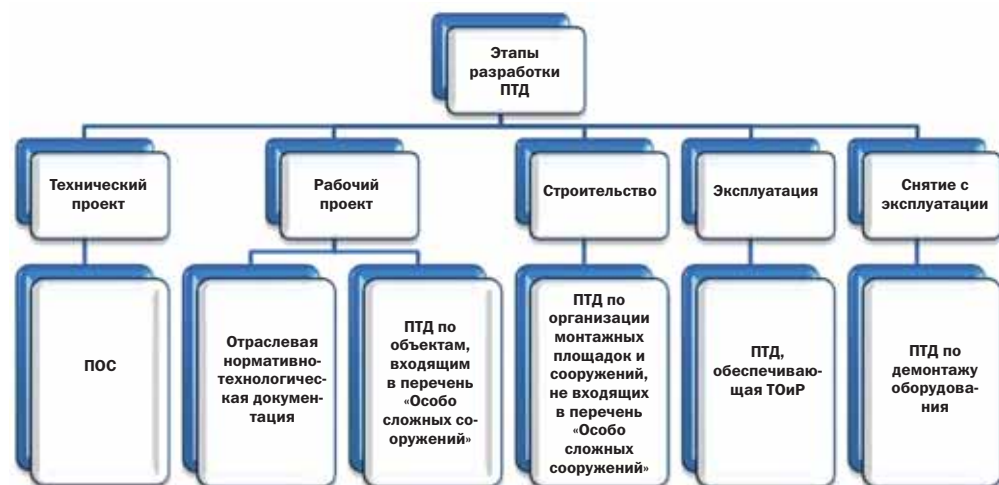 Этапы
разработки
ПТД
Технический
проект
Рабочий
проект
Строительство
Эксплуатация
Снятие с
эксплуатации
ПОС
Отраслевая
нормативно-
технологичес-
кая докумен-
тация
ПТД по
объектам,
входящим
в перечень
«Особо
сложных со-
оружений»
ПТД по
организации
монтажных
площадок и
сооружений,
не входящих
в перечень
«Особо
сложных
сооружений»
ПТД,
обеспечиваю-
щая ТОиР
ПТД по
демонтажу
оборудова-
ния